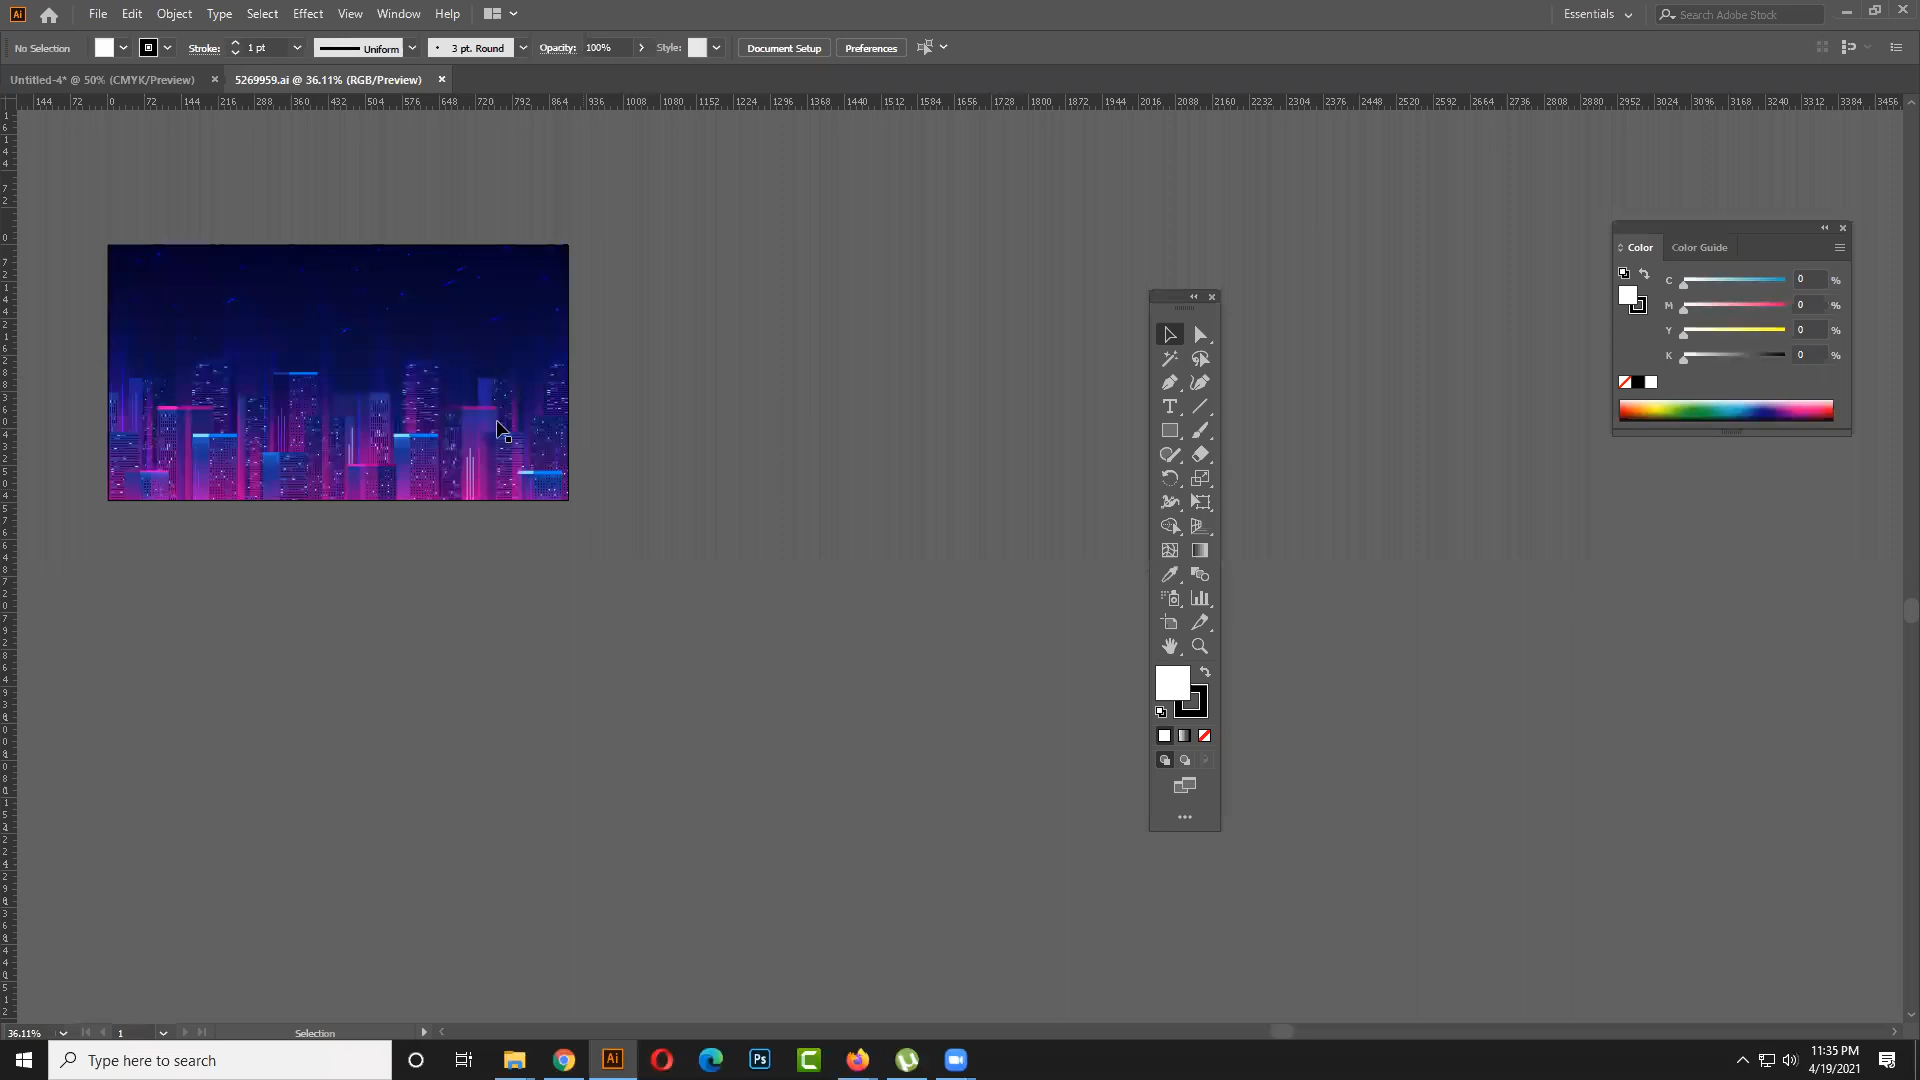 Ai File Edit Object Type Select Effect View Window Help Essentials Search Adobe Stock
No Selection Stroke: 1 pt Uniform 3 pt. Round Opacity: 100% Style: Document Setup Preferences
Untitled-4* @ 50% (CMYK/Preview) × 5269959.ai @ 36.11% (RGB/Preview) ×
144 72 0 72 144 216 288 360 432 504 576 648 720 792 864 936 1008 1080 1152 1224 1296 1368 1440 1512 1584 1656 1728 1800 1872 1944 2016 2088 2160 2232 2304 2376 2448 2520 2592 2664 2736 2808 2880 2952 3024 3096 3168 3240 3312 3384 3456
Color Color Guide
C 0 %
M 0 %
Y 0 %
K 0 %
36.11% 1 Selection
Type here to search
Ai
Ps
11:35 PM
4/19/2021